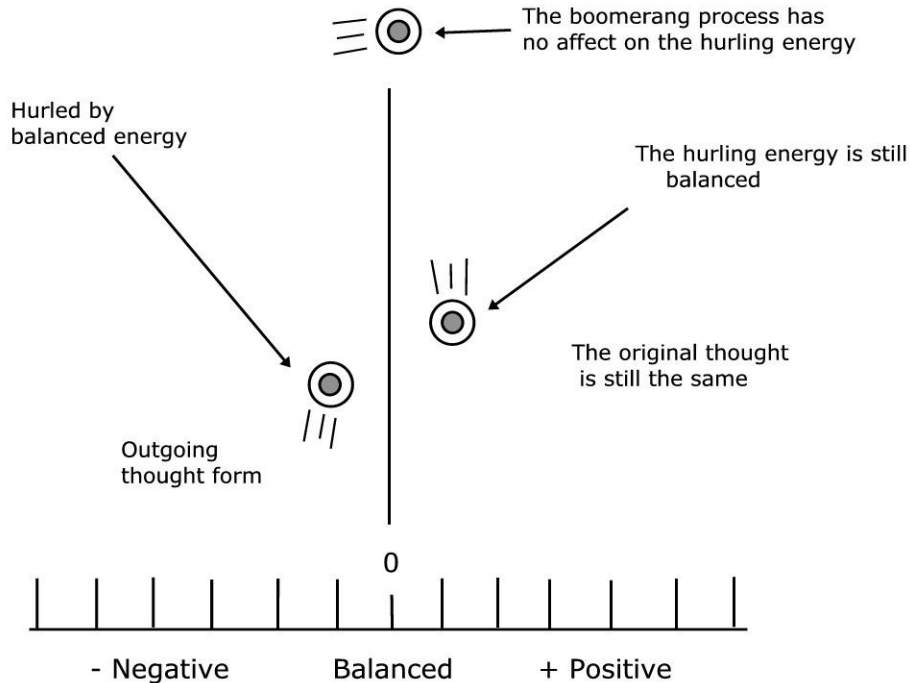 The boomerang process has
no affect on the hurling energy
Hurled by
balanced energy
The hurling energy is still
balanced
The original thought
is still the same
Outgoing
thought form
0
- Negative
Balanced
+ Positive